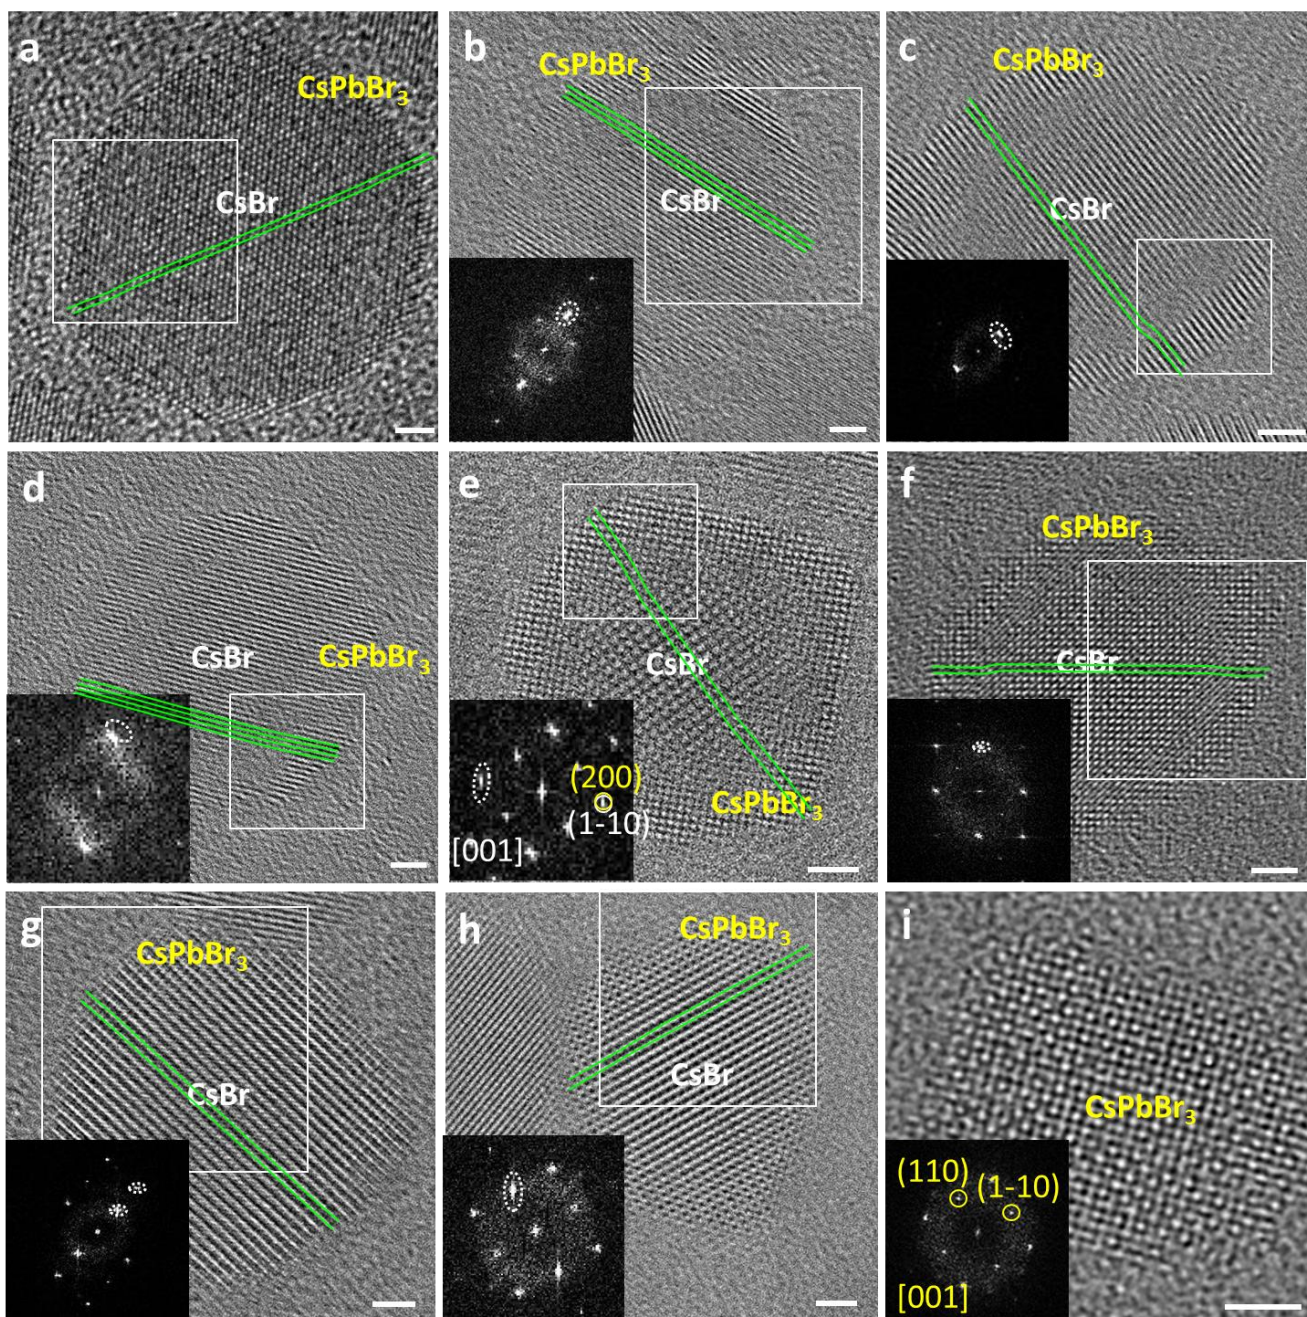 a
CsPbBr₃
CsBr
b
CsPbBr₃
CsBr
c
CsPbBr₃
CsBr
d
CsBr
CsPbBr₃
e
CsBr
(200)
(1-10)
[001]
CsPbBr₃
f
CsPbBr₃
CsBr
g
CsPbBr₃
CsBr
h
CsPbBr₃
CsBr
i
CsPbBr₃
(110)
(1-10)
[001]